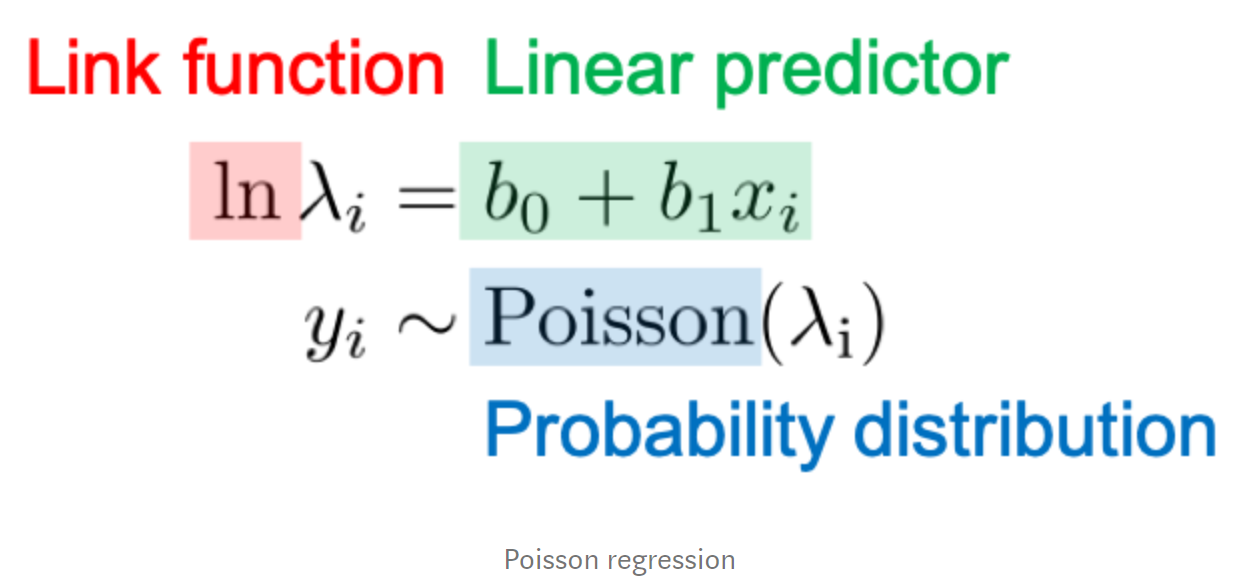 Link function Linear predictor
ln λᵢ = b₀ + b₁xᵢ
yᵢ ∼ Poisson(λᵢ)
Probability distribution
Poisson regression